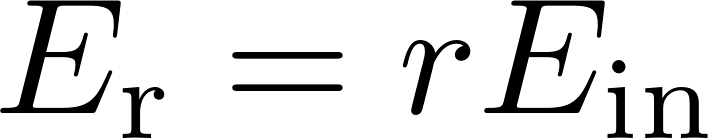 E_r = r E_in